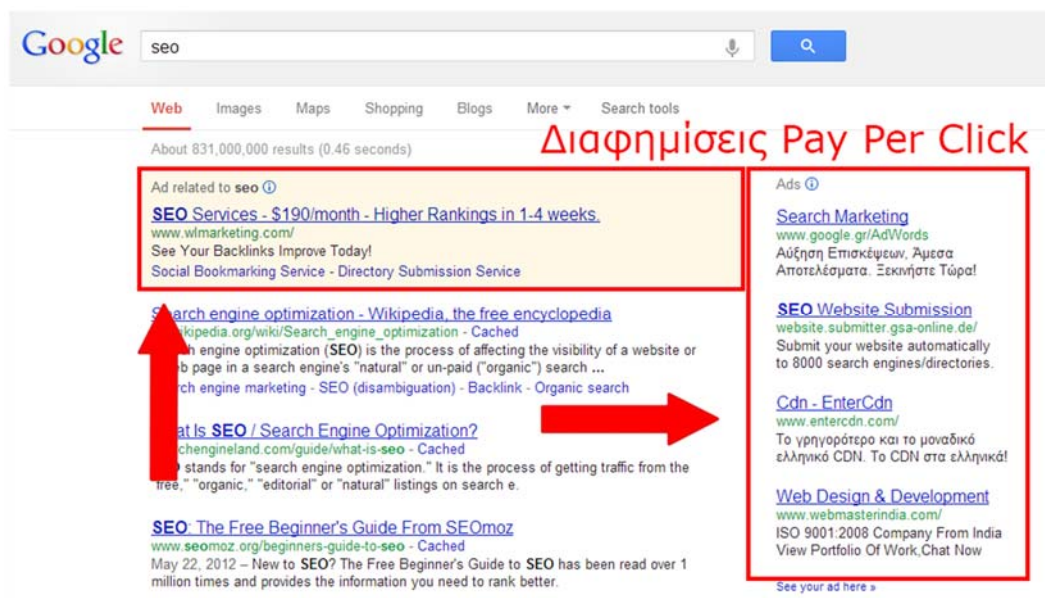 Google
seo
Web Images Maps Shopping Blogs More Search tools
About 831,000,000 results (0.46 seconds)
Διαφημίσεις Pay Per Click
Ad related to seo
SEO Services - $190/month - Higher Rankings in 1-4 weeks.
www.wlmarketing.com/
See Your Backlinks Improve Today!
Social Bookmarking Service - Directory Submission Service
Search engine optimization - Wikipedia, the free encyclopedia
kipedia.org/wiki/Search_engine_optimization - Cached
h engine optimization (SEO) is the process of affecting the visibility of a website or
b page in a search engine's "natural" or un-paid ("organic") search ...
rch engine marketing - SEO (disambiguation) - Backlink - Organic search
at Is SEO / Search Engine Optimization?
chengineland.com/guide/what-is-seo - Cached
stands for "search engine optimization." It is the process of getting traffic from the
"free," "organic," "editorial" or "natural" listings on search e.
SEO: The Free Beginner's Guide From SEOmoz
www.seomoz.org/beginners-guide-to-seo - Cached
May 22, 2012 – New to SEO? The Free Beginner's Guide to SEO has been read over 1
million times and provides the information you need to rank better.
Ads
Search Marketing
www.google.gr/AdWords
Αύξηση Επισκέψεων, Άμεσα
Αποτελέσματα. Ξεκινήστε Τώρα!
SEO Website Submission
website.submitter.gsa-online.de/
Submit your website automatically
to 8000 search engines/directories.
Cdn - EnterCdn
www.entercdn.com/
Το γρηγορότερο και το μοναδικό
ελληνικό CDN. Το CDN στα ελληνικά!
Web Design & Development
www.webmasterindia.com/
ISO 9001:2008 Company From India
View Portfolio Of Work,Chat Now
See your ad here »